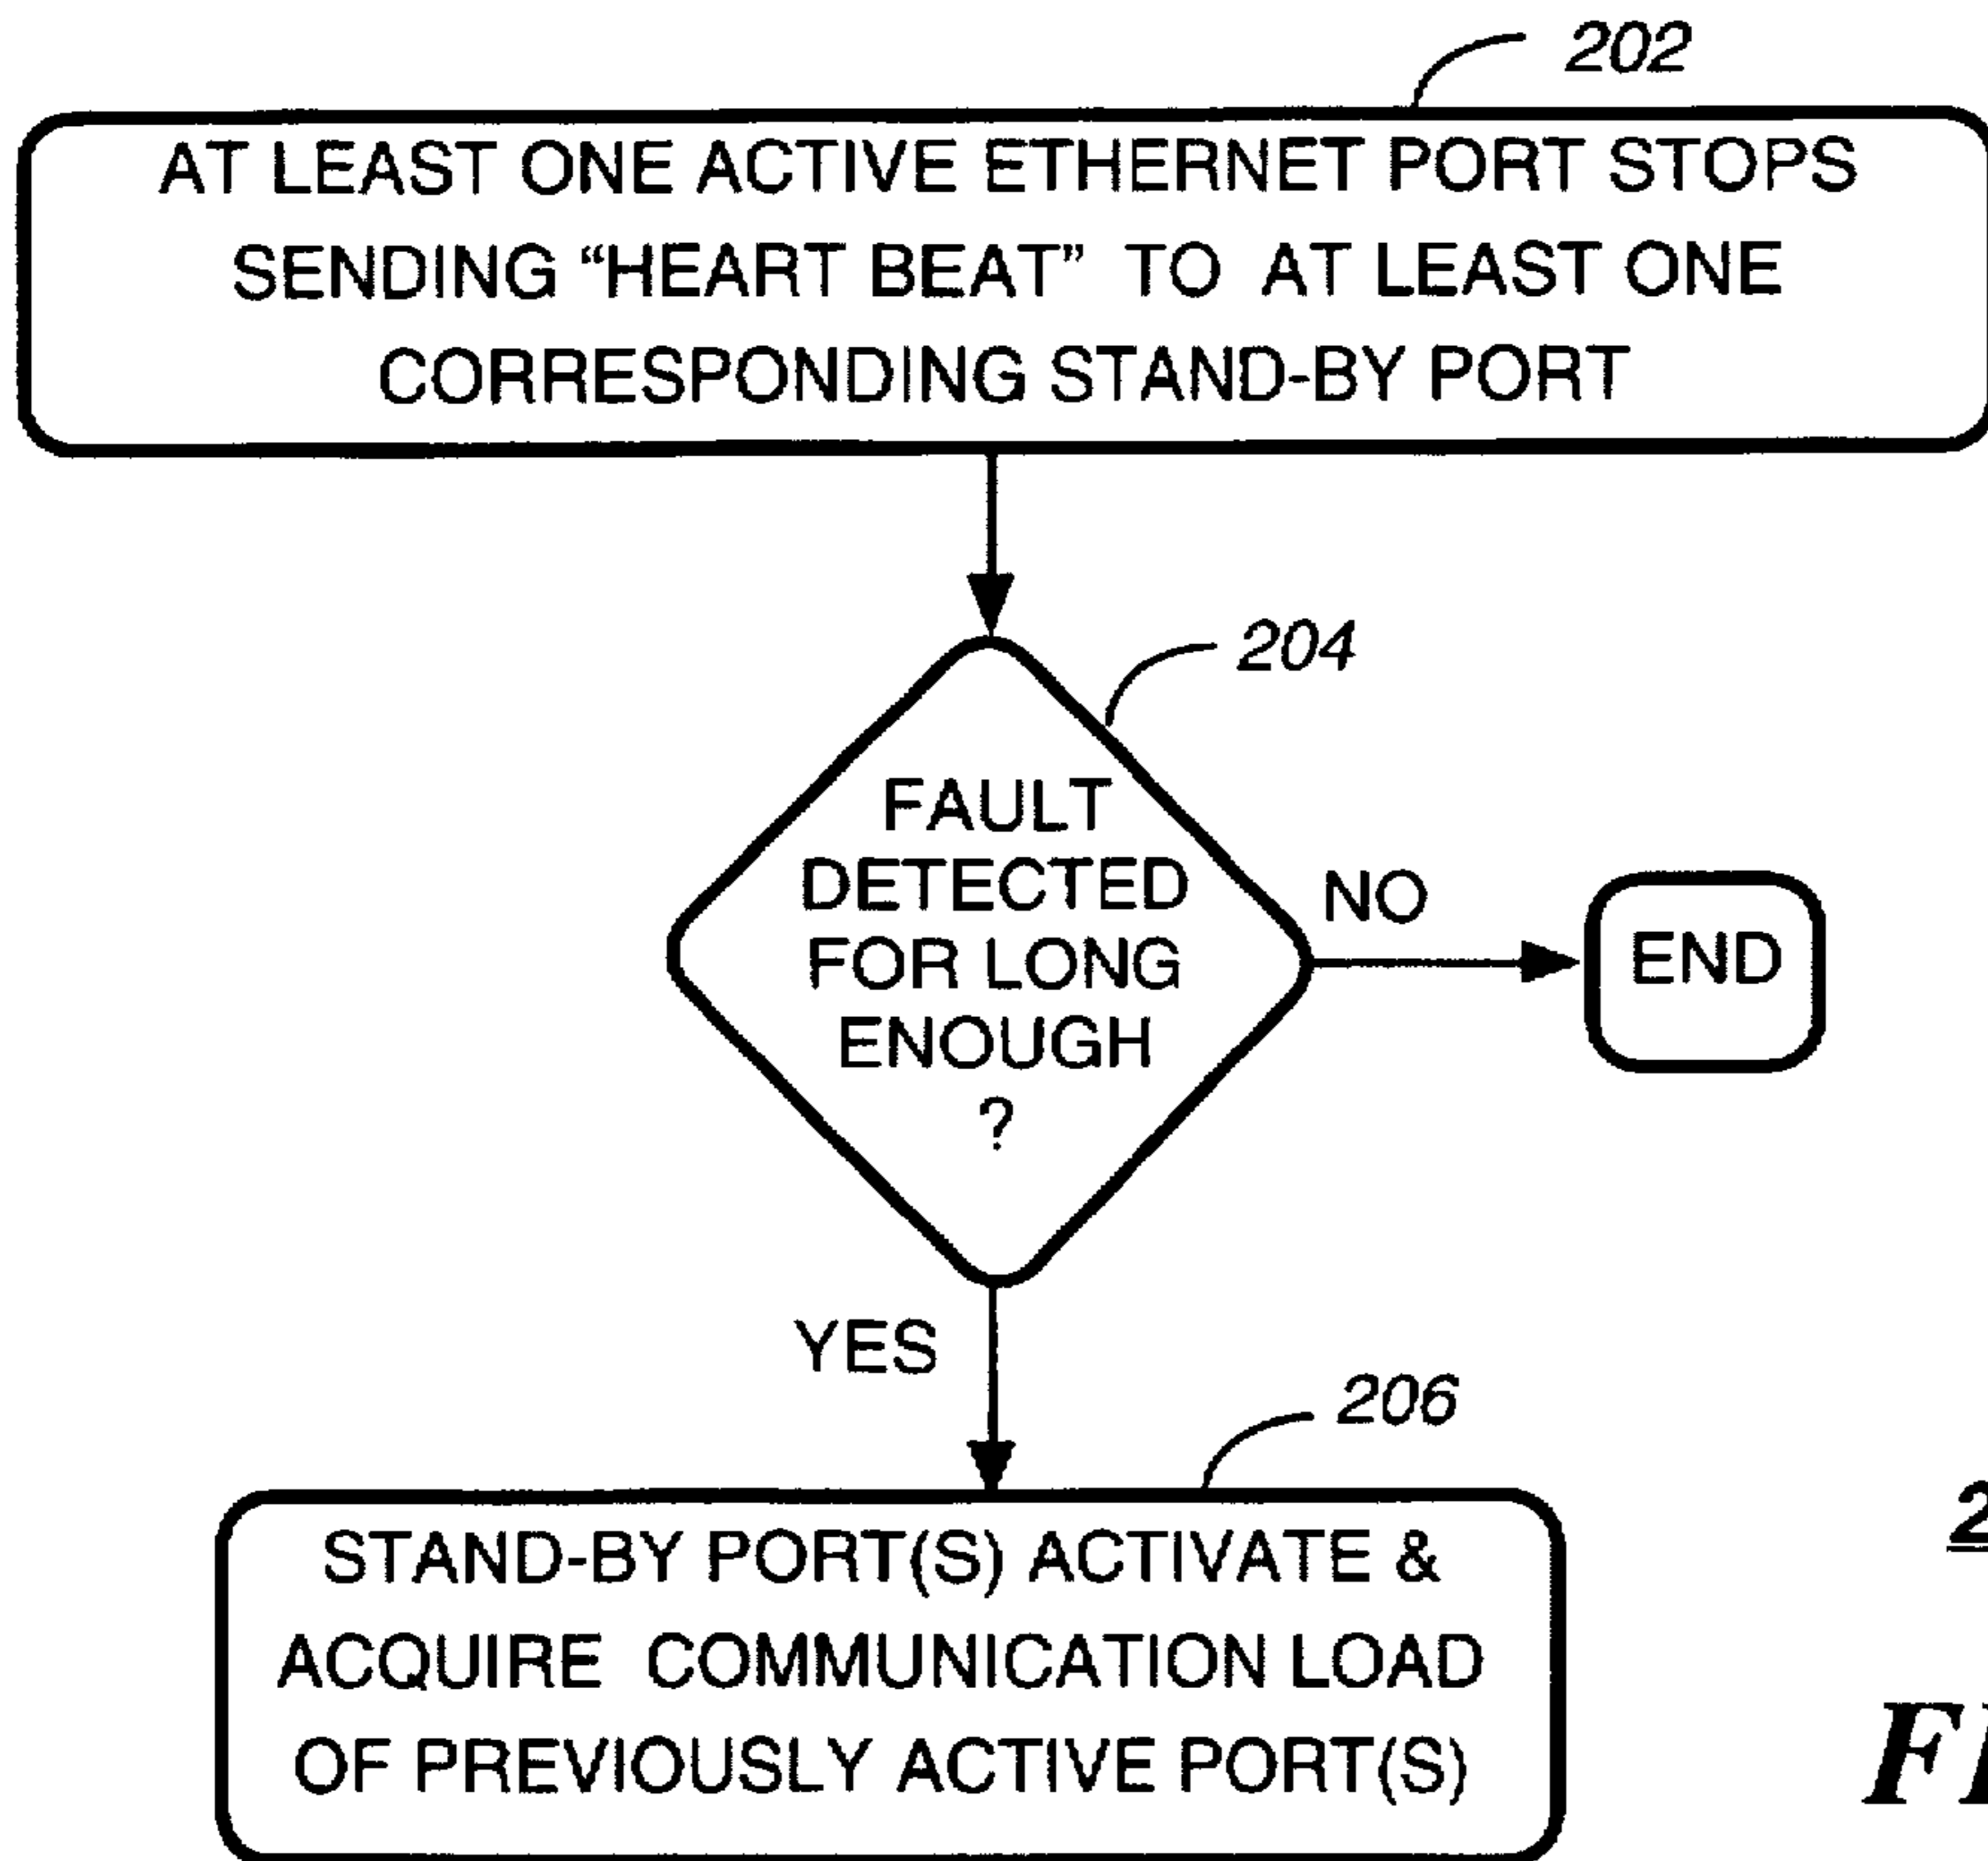 202
AT LEAST ONE ACTIVE ETHERNET PORT STOPS
SENDING “HEART BEAT” TO AT LEAST ONE
CORRESPONDING STAND-BY PORT
204
FAULT
DETECTED
FOR LONG
ENOUGH
?
NO
END
YES
206
STAND-BY PORT(S) ACTIVATE &
ACQUIRE COMMUNICATION LOAD
OF PREVIOUSLY ACTIVE PORT(S)